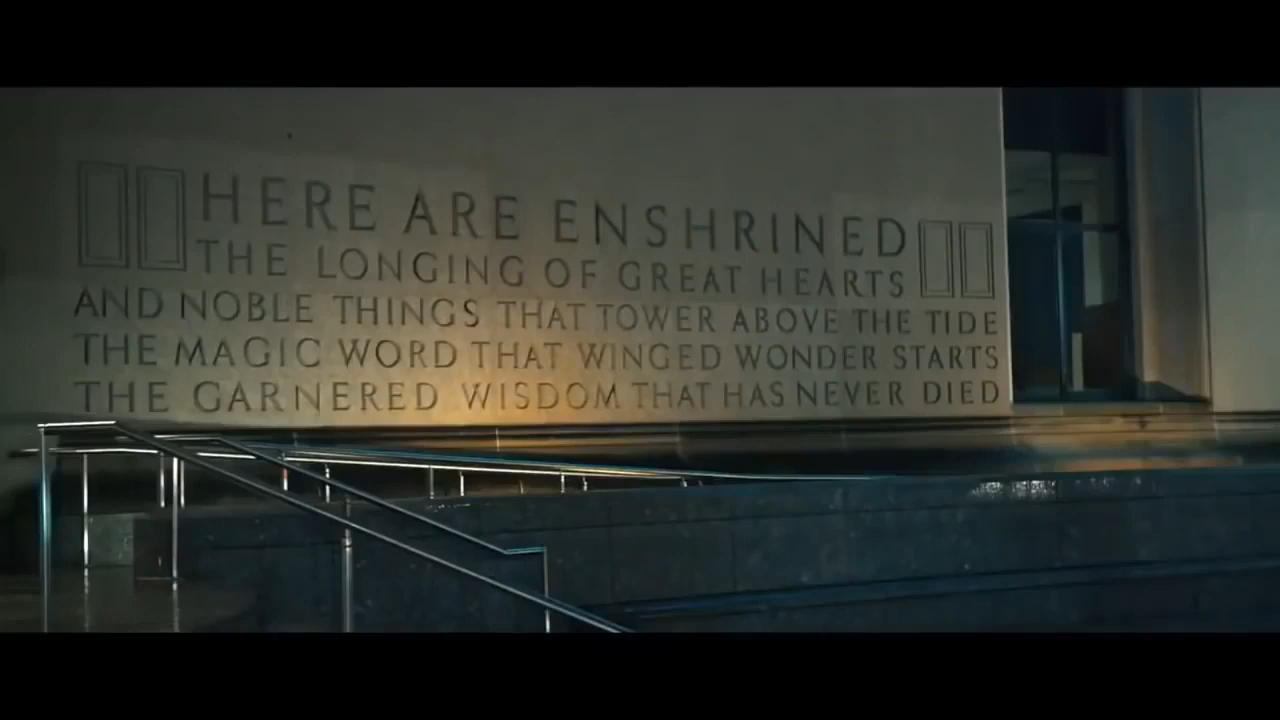 HERE ARE ENSHRINED
THE LONGING OF GREAT HEARTS
AND NOBLE THINGS THAT TOWER ABOVE THE TIDE
THE MAGIC WORD THAT WINGED WONDER STARTS
THE GARNERED WISDOM THAT HAS NEVER DIED